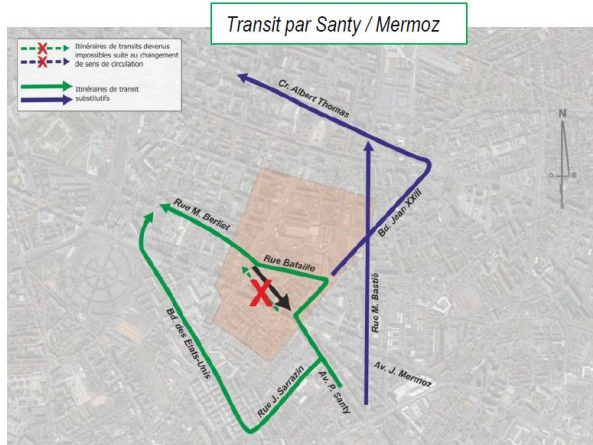 Transit par Santy / Mermoz
Itinéraires de transits devenus
impossibles suite au changement
de sens de circulation
Itinéraires de transit
substitutifs
N
Cr. Albert Thomas
Bd. Jean XXIII
Rue M. Berliet
Rue Bataille
X
Rue M. Bastié
Bd. des Etats-Unis
Av. J. Mermoz
Rue J. Sarrazin
Av. P. Santy